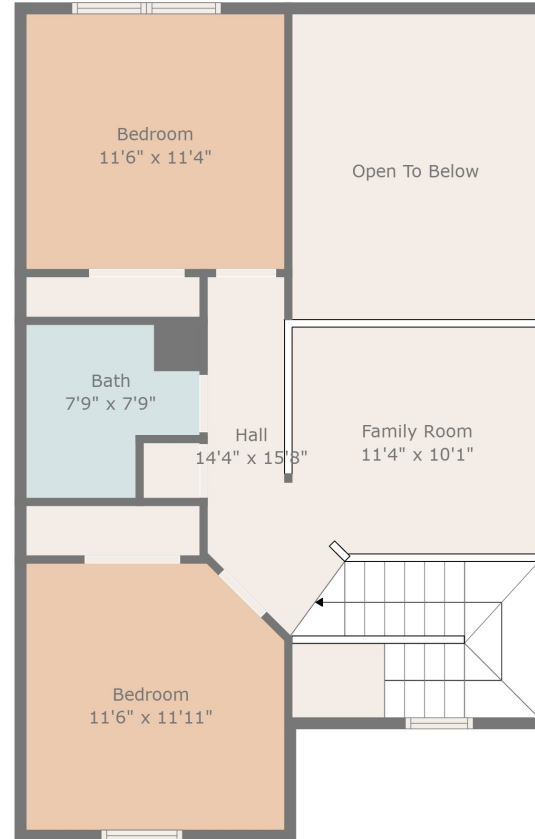 Bedroom
11'6" x 11'4"
Open To Below
Bath
7'9" x 7'9"
Hall
14'4" x 15'8"
Family Room
11'4" x 10'1"
Bedroom
11'6" x 11'11"